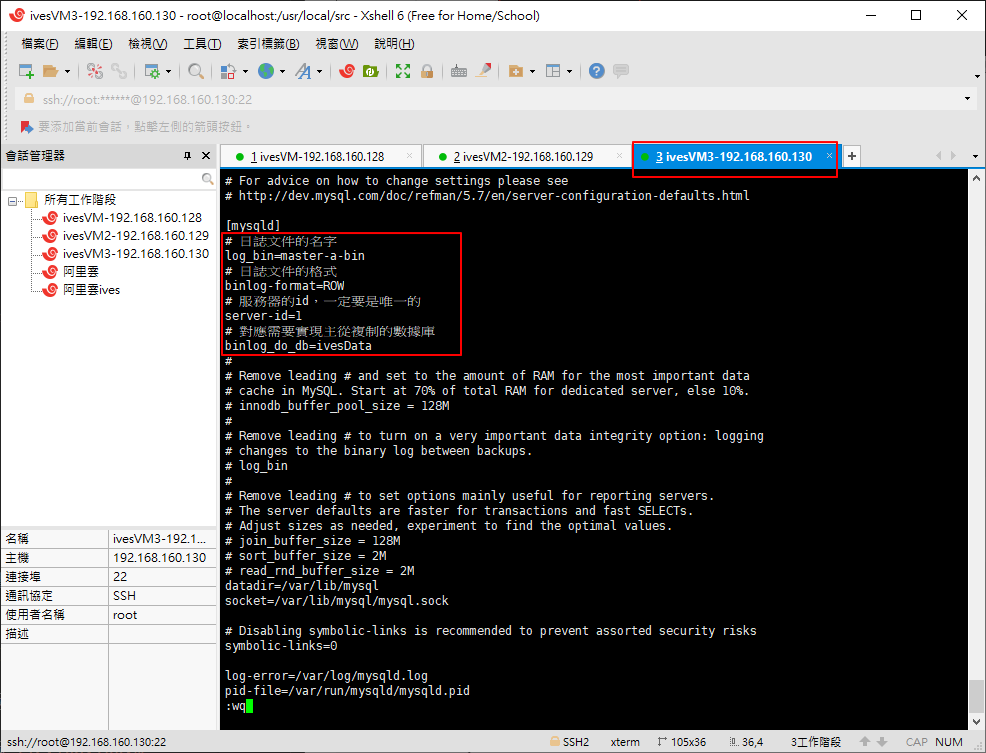 ivesVM3-192.168.160.130 - root@localhost:/usr/local/src - Xshell 6 (Free for Home/School)
檔案(F) 編輯(E) 檢視(V) 工具(T) 索引標籤(B) 視窗(W) 說明(H)
ssh://root:******@192.168.160.130:22
要添加當前會話，點擊左側的箭頭按鈕。
會話管理器
1 ivesVM-192.168.160.128
2 ivesVM2-192.168.160.129
3 ivesVM3-192.168.160.130
所有工作階段
ivesVM-192.168.160.128
ivesVM2-192.168.160.129
ivesVM3-192.168.160.130
阿里雲
阿里雲ives
名稱 ivesVM3-192.1...
主機 192.168.160.130
連接埠 22
通訊協定 SSH
使用者名稱 root
描述
# For advice on how to change settings please see
# http://dev.mysql.com/doc/refman/5.7/en/server-configuration-defaults.html
[mysqld]
# 日誌文件的名字
log_bin=master-a-bin
# 日誌文件的格式
binlog-format=ROW
# 服務器的id，一定要是唯一的
server-id=1
# 對應需要實現主從複制的數據庫
binlog_do_db=ivesData
#
# Remove leading # and set to the amount of RAM for the most important data
# cache in MySQL. Start at 70% of total RAM for dedicated server, else 10%.
# innodb_buffer_pool_size = 128M
#
# Remove leading # to turn on a very important data integrity option: logging
# changes to the binary log between backups.
# log_bin
#
# Remove leading # to set options mainly useful for reporting servers.
# The server defaults are faster for transactions and fast SELECTs.
# Adjust sizes as needed, experiment to find the optimal values.
# join_buffer_size = 128M
# sort_buffer_size = 2M
# read_rnd_buffer_size = 2M
datadir=/var/lib/mysql
socket=/var/lib/mysql/mysql.sock
# Disabling symbolic-links is recommended to prevent assorted security risks
symbolic-links=0
log-error=/var/log/mysqld.log
pid-file=/var/run/mysqld/mysqld.pid
:wq
ssh://root@192.168.160.130:22 SSH2 xterm 105x36 36,4 3工作階段 CAP NUM